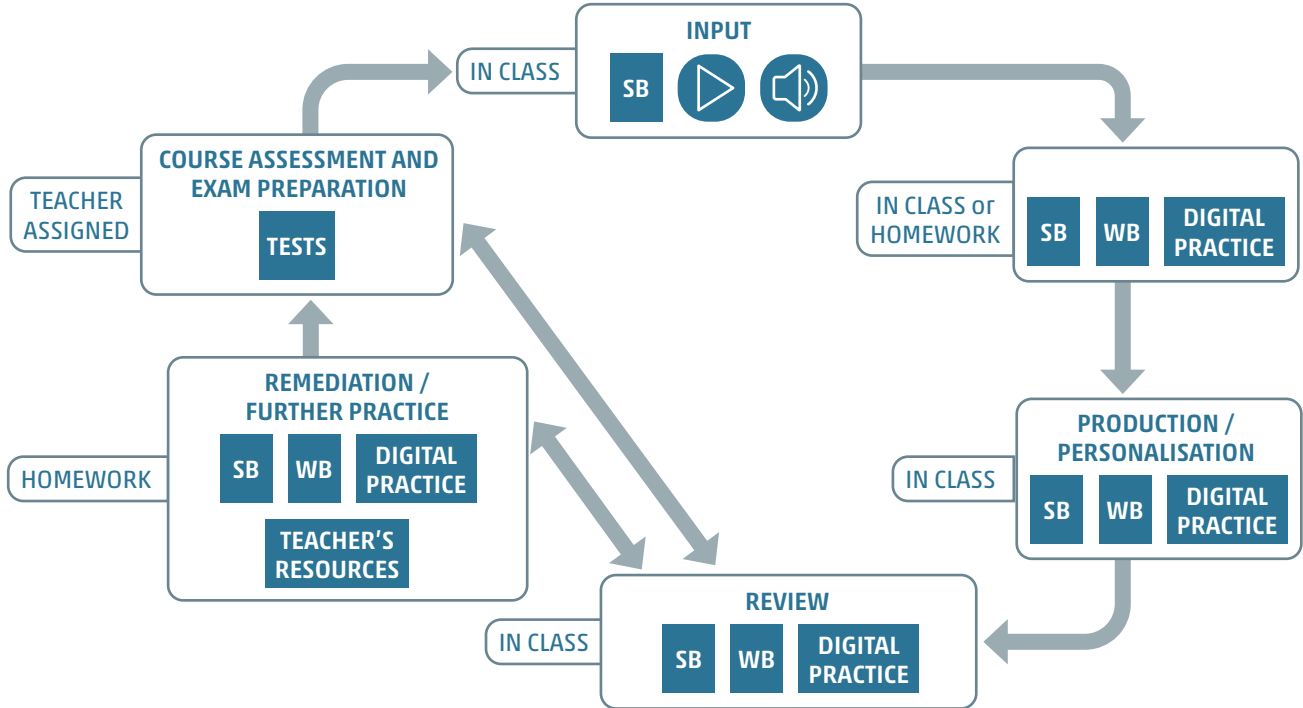 INPUT
IN CLASS
SB
COURSE ASSESSMENT AND
EXAM PREPARATION
TEACHER
ASSIGNED
TESTS
IN CLASS or
HOMEWORK
SB
WB
DIGITAL
PRACTICE
REMEDIATION /
FURTHER PRACTICE
HOMEWORK
SB
WB
DIGITAL
PRACTICE
TEACHER'S
RESOURCES
PRODUCTION /
PERSONALISATION
IN CLASS
SB
WB
DIGITAL
PRACTICE
REVIEW
IN CLASS
SB
WB
DIGITAL
PRACTICE